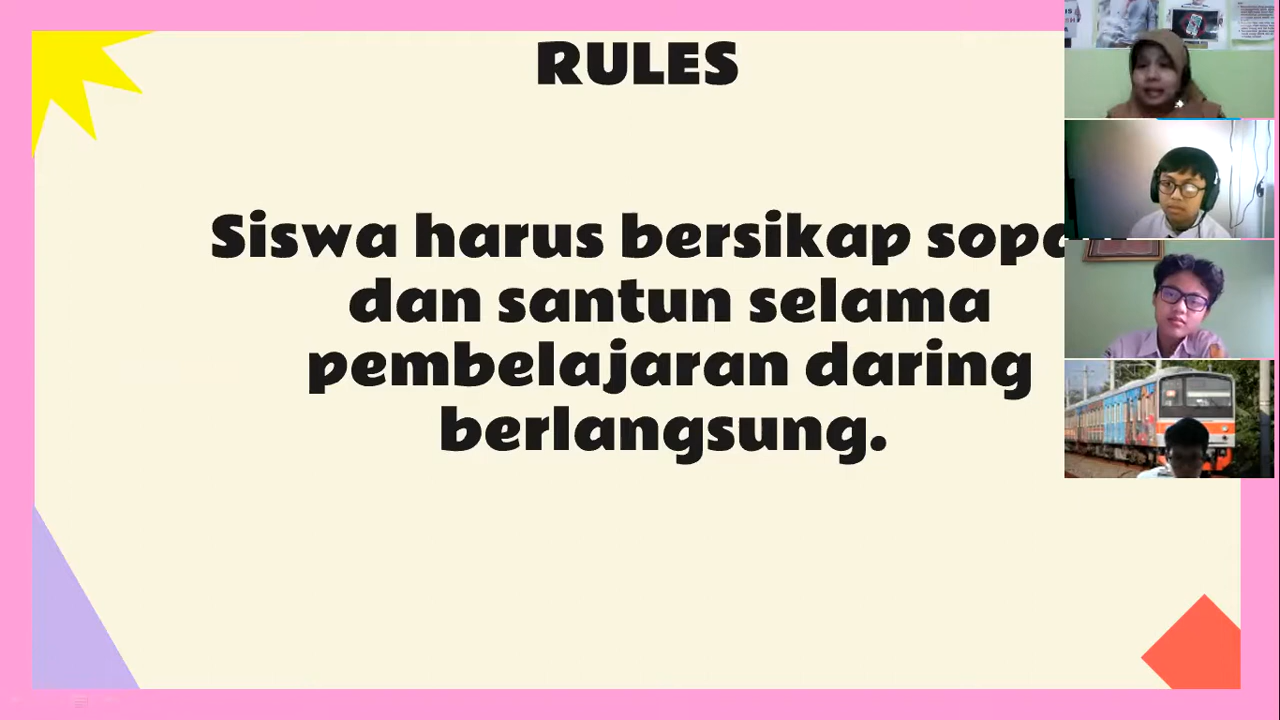 RULES
Siswa harus bersikap
dan santun selama
pembelajaran daring
berlangsung.